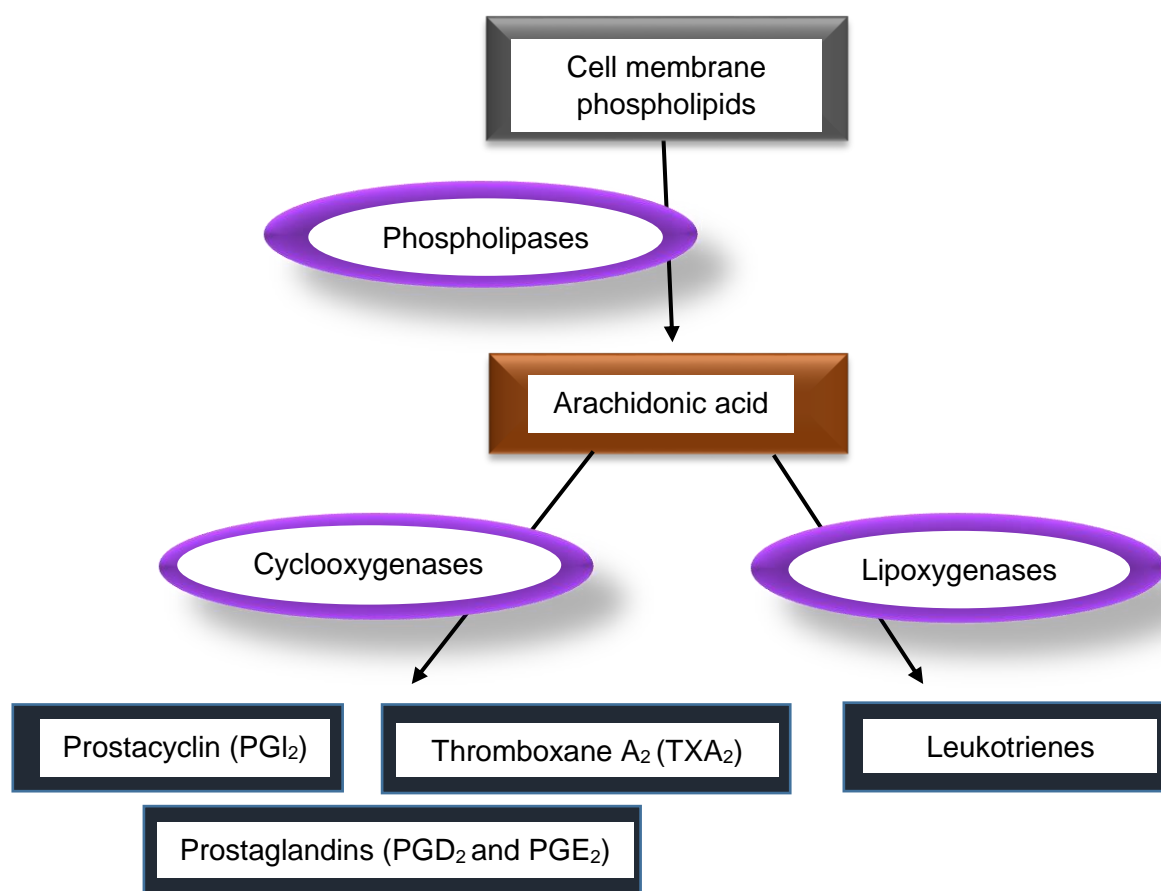 Cell membrane
phospholipids
Phospholipases
Arachidonic acid
Cyclooxygenases
Lipoxygenases
Prostacyclin (PGI₂)
Thromboxane A₂ (TXA₂)
Leukotrienes
Prostaglandins (PGD₂ and PGE₂)